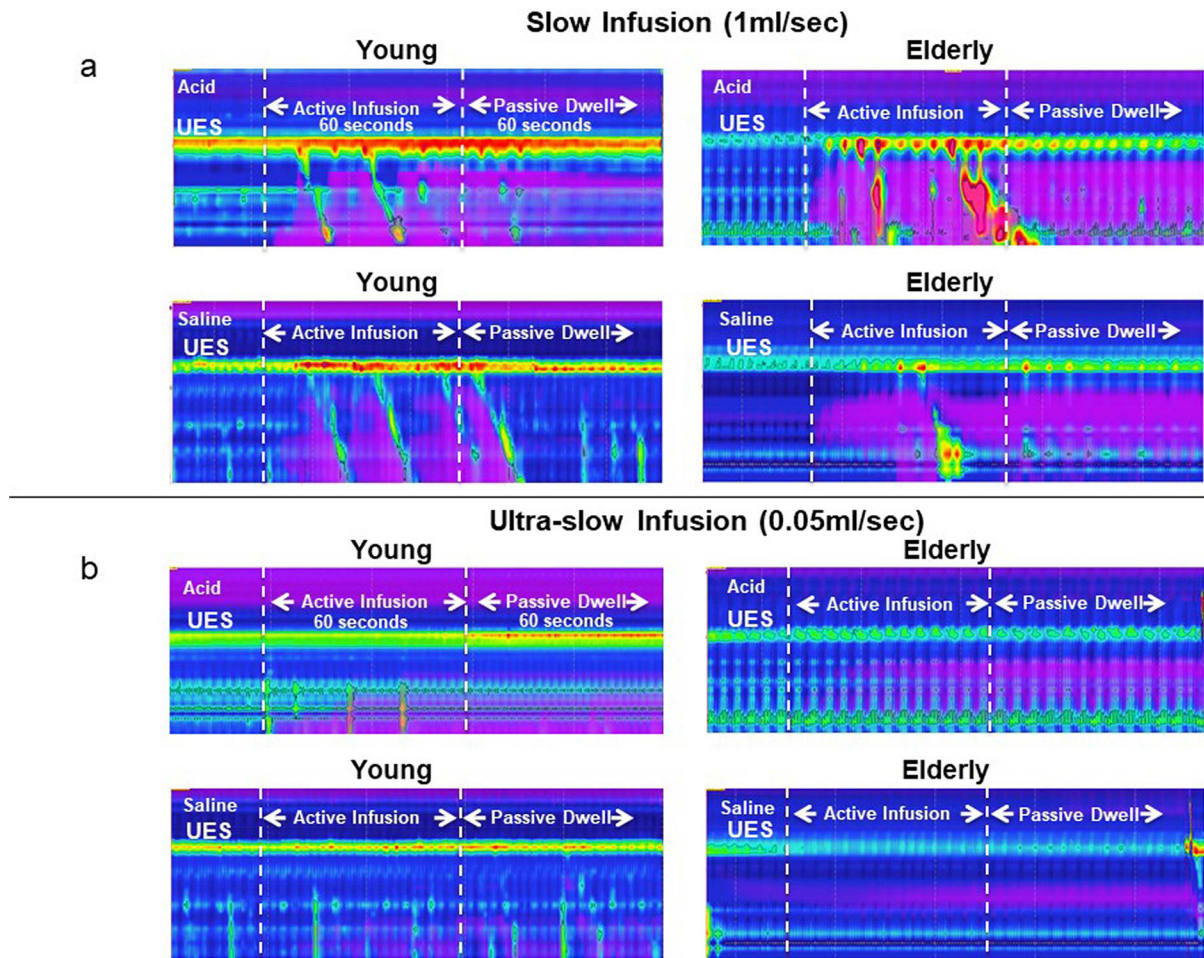 Slow Infusion (1ml/sec)
a
Young
Elderly
Acid
Active Infusion
60 seconds
Passive Dwell
60 seconds
UES
Acid
Active Infusion
Passive Dwell
UES
Young
Elderly
Saline
Active Infusion
Passive Dwell
UES
Saline
Active Infusion
Passive Dwell
UES
Ultra-slow Infusion (0.05ml/sec)
b
Young
Elderly
Acid
Active Infusion
60 seconds
Passive Dwell
60 seconds
UES
Acid
Active Infusion
Passive Dwell
UES
Young
Elderly
Saline
Active Infusion
Passive Dwell
UES
Saline
Active Infusion
Passive Dwell
UES